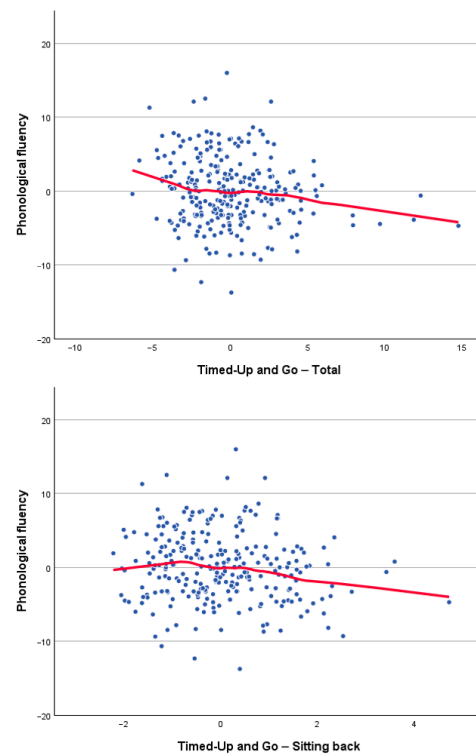 20
10
Phonological fluency
0
−10
−20
−10 −5 0 5 10 15
Timed-Up and Go – Total
20
10
Phonological fluency
0
−10
−20
−2 0 2 4
Timed-Up and Go – Sitting back